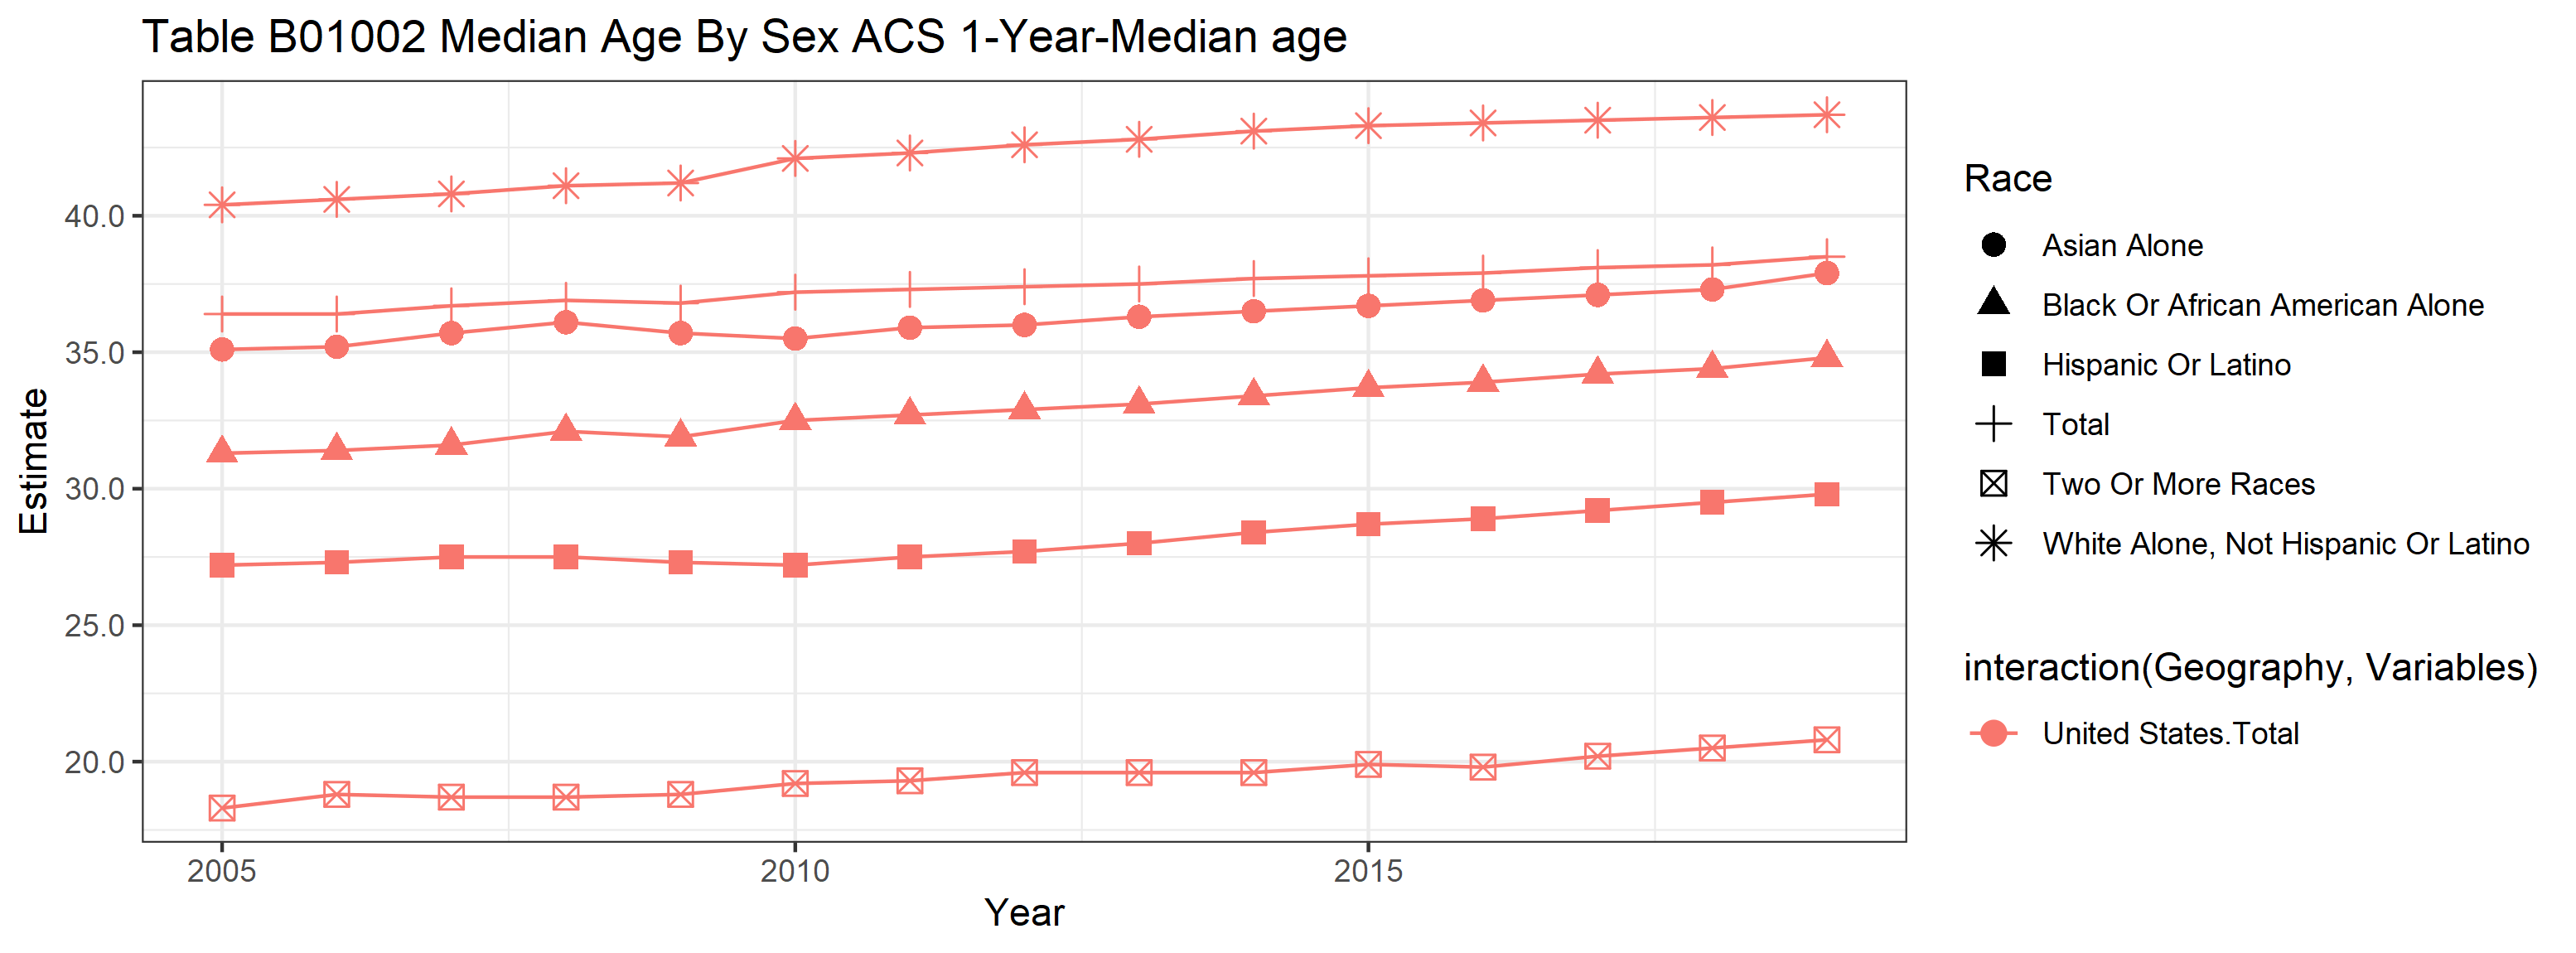 Table B01002 Median Age By Sex ACS 1-Year-Median age
Estimate
40.0
35.0
30.0
25.0
20.0
2005
2010
2015
Year
Race
Asian Alone
Black Or African American Alone
Hispanic Or Latino
Total
Two Or More Races
White Alone, Not Hispanic Or Latino
interaction(Geography, Variables)
United States.Total